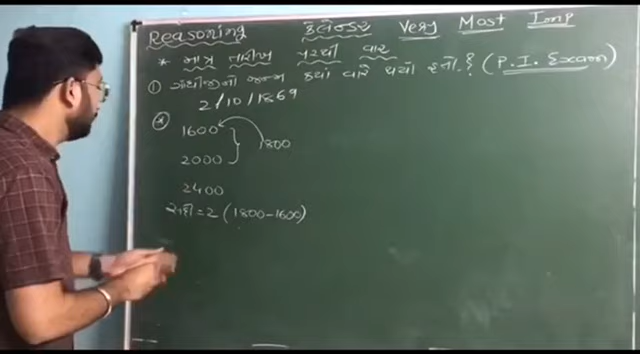 Reasoning કેલેન્ડર Very Most Imp
* માત્ર તારીખ પરથી વાર
① ગાંધીજીનો જન્મ કયા વારે થયો હતો.? (P.I. Exam)
2/10/1869
* 1600
1800
2000
2400
સદી = 2 (1800-1600)